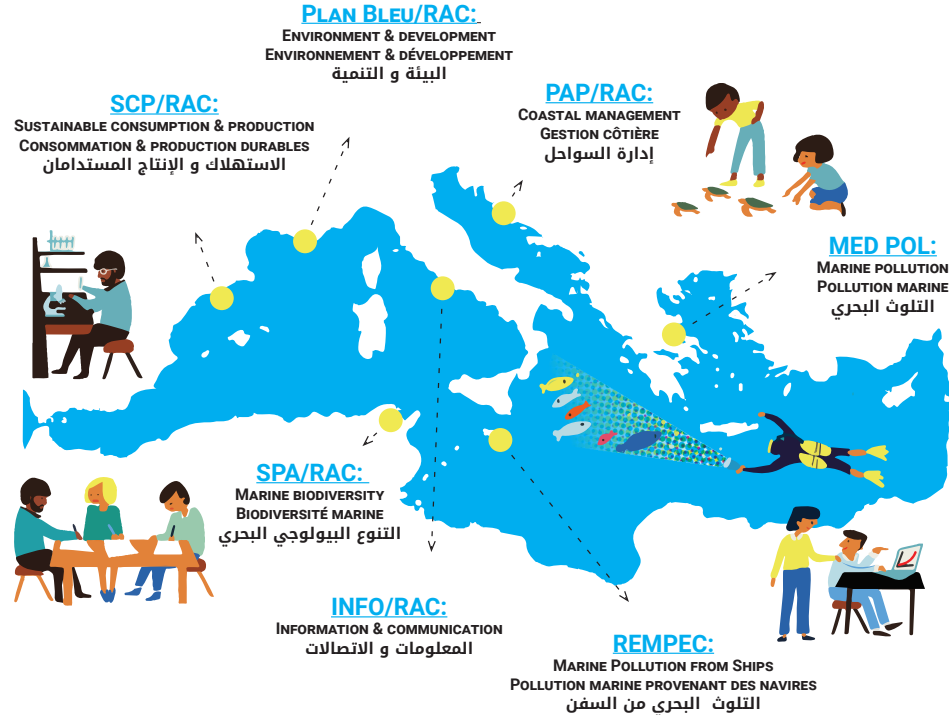 PLAN BLEU/RAC:
ENVIRONMENT & DEVELOPMENT
ENVIRONNEMENT & DÉVELOPPEMENT
البيئة و التنمية
SCP/RAC:
SUSTAINABLE CONSUMPTION & PRODUCTION
CONSOMMATION & PRODUCTION DURABLES
الاستهلاك و الإنتاج المستدامان
PAP/RAC:
COASTAL MANAGEMENT
GESTION CÔTIÈRE
إدارة السواحل
MED POL:
MARINE POLLUTION
POLLUTION MARINE
التلوث البحري
SPA/RAC:
MARINE BIODIVERSITY
BIODIVERSITÉ MARINE
التنوع البيولوجي البحري
INFO/RAC:
INFORMATION & COMMUNICATION
المعلومات و الاتصالات
REMPEC:
MARINE POLLUTION FROM SHIPS
POLLUTION MARINE PROVENANT DES NAVIRES
التلوث البحري من السفن